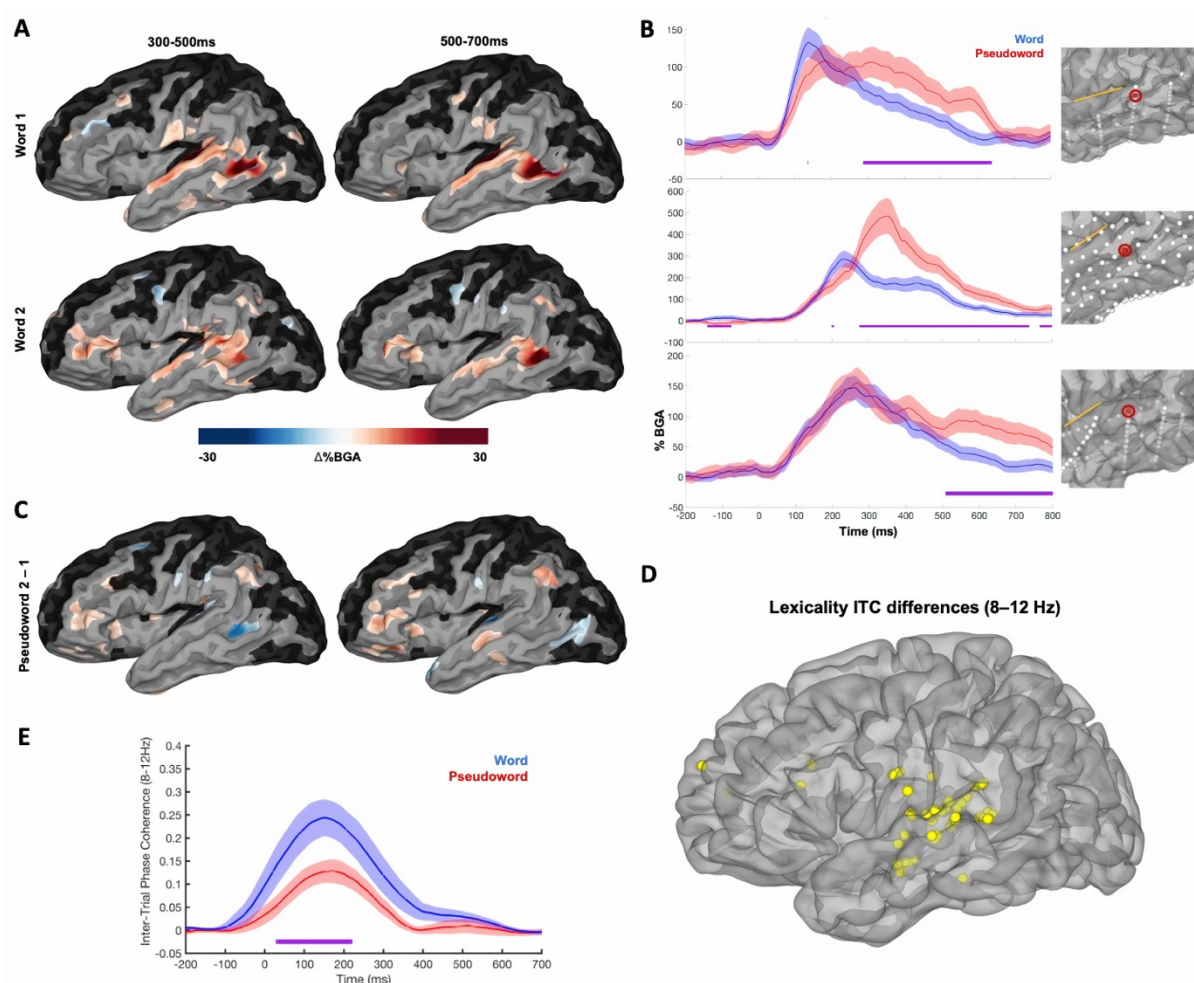 A
300-500ms
500-700ms
Word 1
Word 2
-30
Δ%BGA
30
B
Word
Pseudoword
150
100
50
0
-50
600
500
400
300
200
100
0
-100
200
150
100
50
0
-50
% BGA
-200
-100
0
100
200
300
400
500
600
700
800
Time (ms)
C
Pseudoword 2 – 1
D
Lexicality ITC differences (8–12 Hz)
E
Word
Pseudoword
Inter-Trial Phase Coherence (8-12Hz)
0.4
0.35
0.3
0.25
0.2
0.15
0.1
0.05
0
-0.05
-200
-100
0
100
200
300
400
500
600
700
Time (ms)